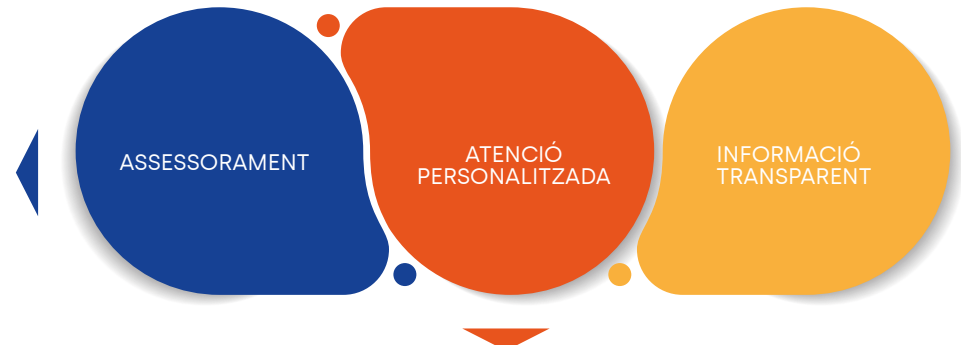 ASSESSORAMENT
ATENCIÓ
PERSONALITZADA
INFORMACIÓ
TRANSPARENT